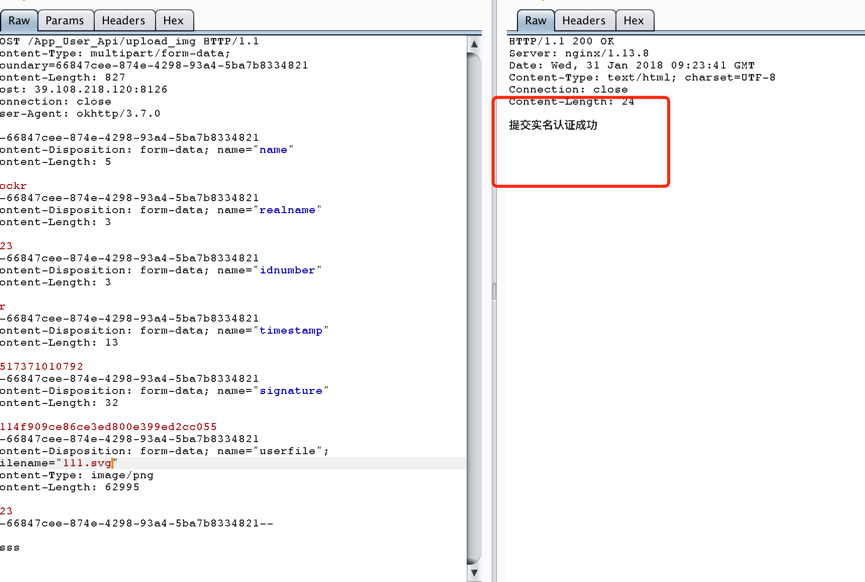 Raw Params Headers Hex
OST /App_User_Api/upload_img HTTP/1.1
ontent-Type: multipart/form-data;
oundary=66847cee-874e-4298-93a4-5ba7b8334821
ontent-Length: 827
ost: 39.108.218.120:8126
onnection: close
ser-Agent: okhttp/3.7.0
-66847cee-874e-4298-93a4-5ba7b8334821
ontent-Disposition: form-data; name="name"
ontent-Length: 5
ockr
-66847cee-874e-4298-93a4-5ba7b8334821
ontent-Disposition: form-data; name="realname"
ontent-Length: 3
23
-66847cee-874e-4298-93a4-5ba7b8334821
ontent-Disposition: form-data; name="idnumber"
ontent-Length: 3
r
-66847cee-874e-4298-93a4-5ba7b8334821
ontent-Disposition: form-data; name="timestamp"
ontent-Length: 13
517371010792
-66847cee-874e-4298-93a4-5ba7b8334821
ontent-Disposition: form-data; name="signature"
ontent-Length: 32
114f909ce86ce3ed800e399ed2cc055
-66847cee-874e-4298-93a4-5ba7b8334821
ontent-Disposition: form-data; name="userfile";
ilename="111.svg"
ontent-Type: image/png
ontent-Length: 62995
23
-66847cee-874e-4298-93a4-5ba7b8334821--
sss
Raw Headers Hex
HTTP/1.1 200 OK
Server: nginx/1.13.8
Date: Wed, 31 Jan 2018 09:23:41 GMT
Content-Type: text/html; charset=UTF-8
Connection: close
Content-Length: 24
提交实名认证成功